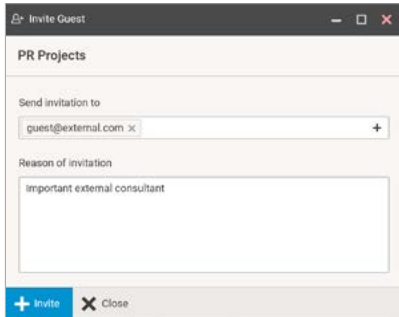 Invite Guest
PR Projects
Send invitation to
guest@external.com
Reason of invitation
Important external consultant
Invite Close